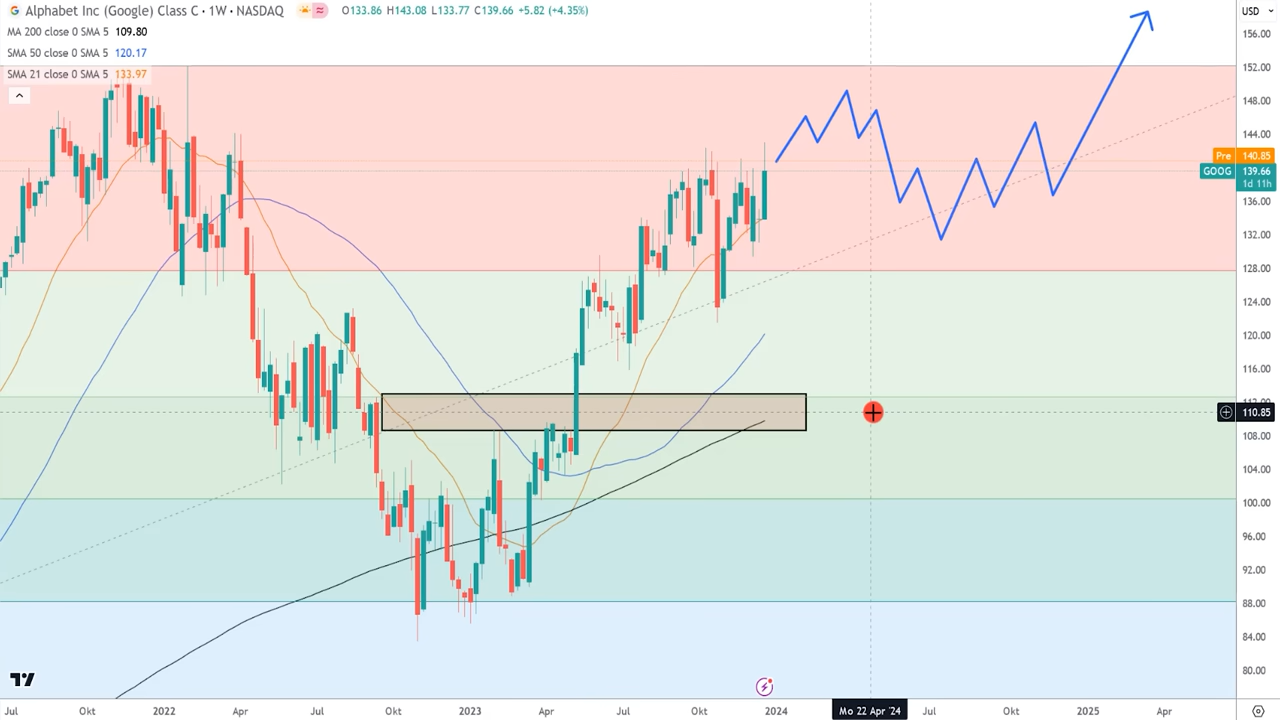 Alphabet Inc (Google) Class C · 1W · NASDAQ O133.86 H143.08 L133.77 C139.66 +5.82 (+4.35%)
USD
MA 200 close 0 SMA 5 109.80
SMA 50 close 0 SMA 5 120.17
SMA 21 close 0 SMA 5 133.97
156.00
152.00
148.00
144.00
Pre 140.85
GOOG 139.66
1d 11h
136.00
132.00
128.00
124.00
120.00
116.00
110.85
108.00
104.00
100.00
96.00
92.00
88.00
84.00
80.00
Jul Okt 2022 Apr Jul Okt 2023 Apr Jul Okt 2024 Mo 22 Apr '24 Jul Okt 2025 Apr